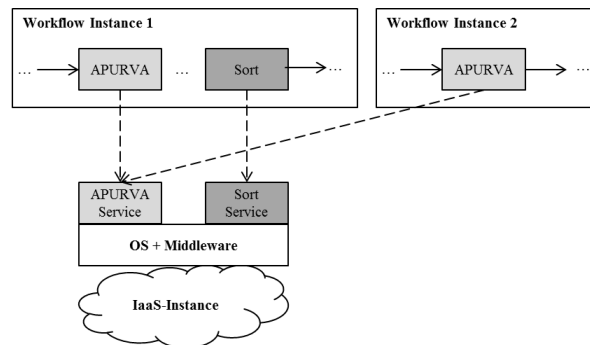 Workflow Instance 1
Workflow Instance 2
… APURVA … Sort …
… APURVA …
APURVA
Service
Sort
Service
OS + Middleware
IaaS-Instance